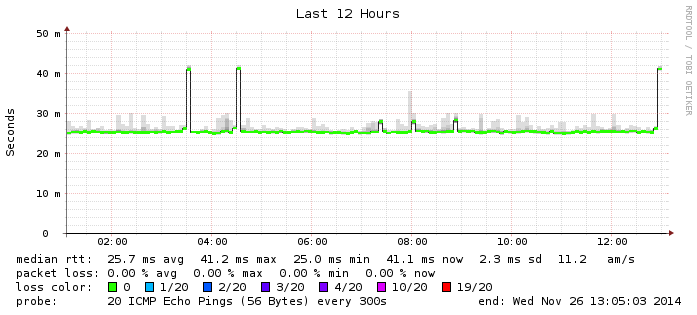 Last 12 Hours
RRDTOOL / TOBI OETIKER
Seconds
50 m
40 m
30 m
20 m
10 m
0
02:00 04:00 06:00 08:00 10:00 12:00
median rtt: 25.7 ms avg 41.2 ms max 25.0 ms min 41.1 ms now 2.3 ms sd 11.2 am/s
packet loss: 0.00 % avg 0.00 % max 0.00 % min 0.00 % now
loss color: 0 1/20 2/20 3/20 4/20 10/20 19/20
probe: 20 ICMP Echo Pings (56 Bytes) every 300s end: Wed Nov 26 13:05:03 2014